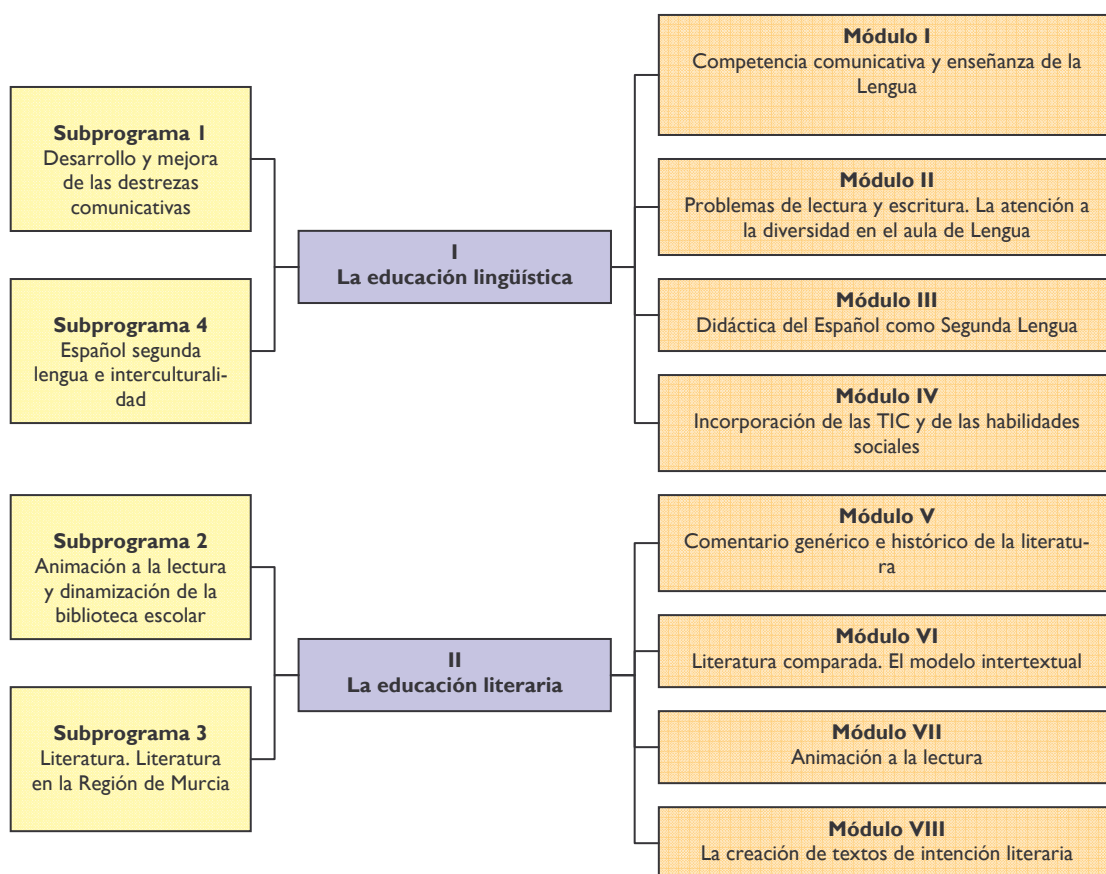 Subprograma 1
Desarrollo y mejora
de las destrezas
comunicativas
Subprograma 4
Español segunda
lengua e interculturali-
dad
I
La educación lingüística
Módulo I
Competencia comunicativa y enseñanza de la
Lengua
Módulo II
Problemas de lectura y escritura. La atención a
la diversidad en el aula de Lengua
Módulo III
Didáctica del Español como Segunda Lengua
Módulo IV
Incorporación de las TIC y de las habilidades
sociales
Subprograma 2
Animación a la lectura
y dinamización de la
biblioteca escolar
Subprograma 3
Literatura. Literatura
en la Región de Murcia
II
La educación literaria
Módulo V
Comentario genérico e histórico de la literatu-
ra
Módulo VI
Literatura comparada. El modelo intertextual
Módulo VII
Animación a la lectura
Módulo VIII
La creación de textos de intención literaria